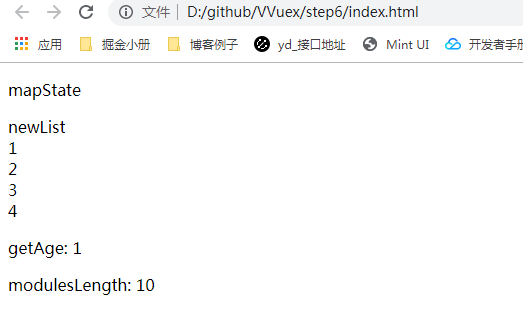 文件 | D:/github/VVuex/step6/index.html
应用 掘金小册 博客例子 yd_接口地址 Mint UI 开发者手册
mapState
newList
1
2
3
4
getAge: 1
modulesLength: 10